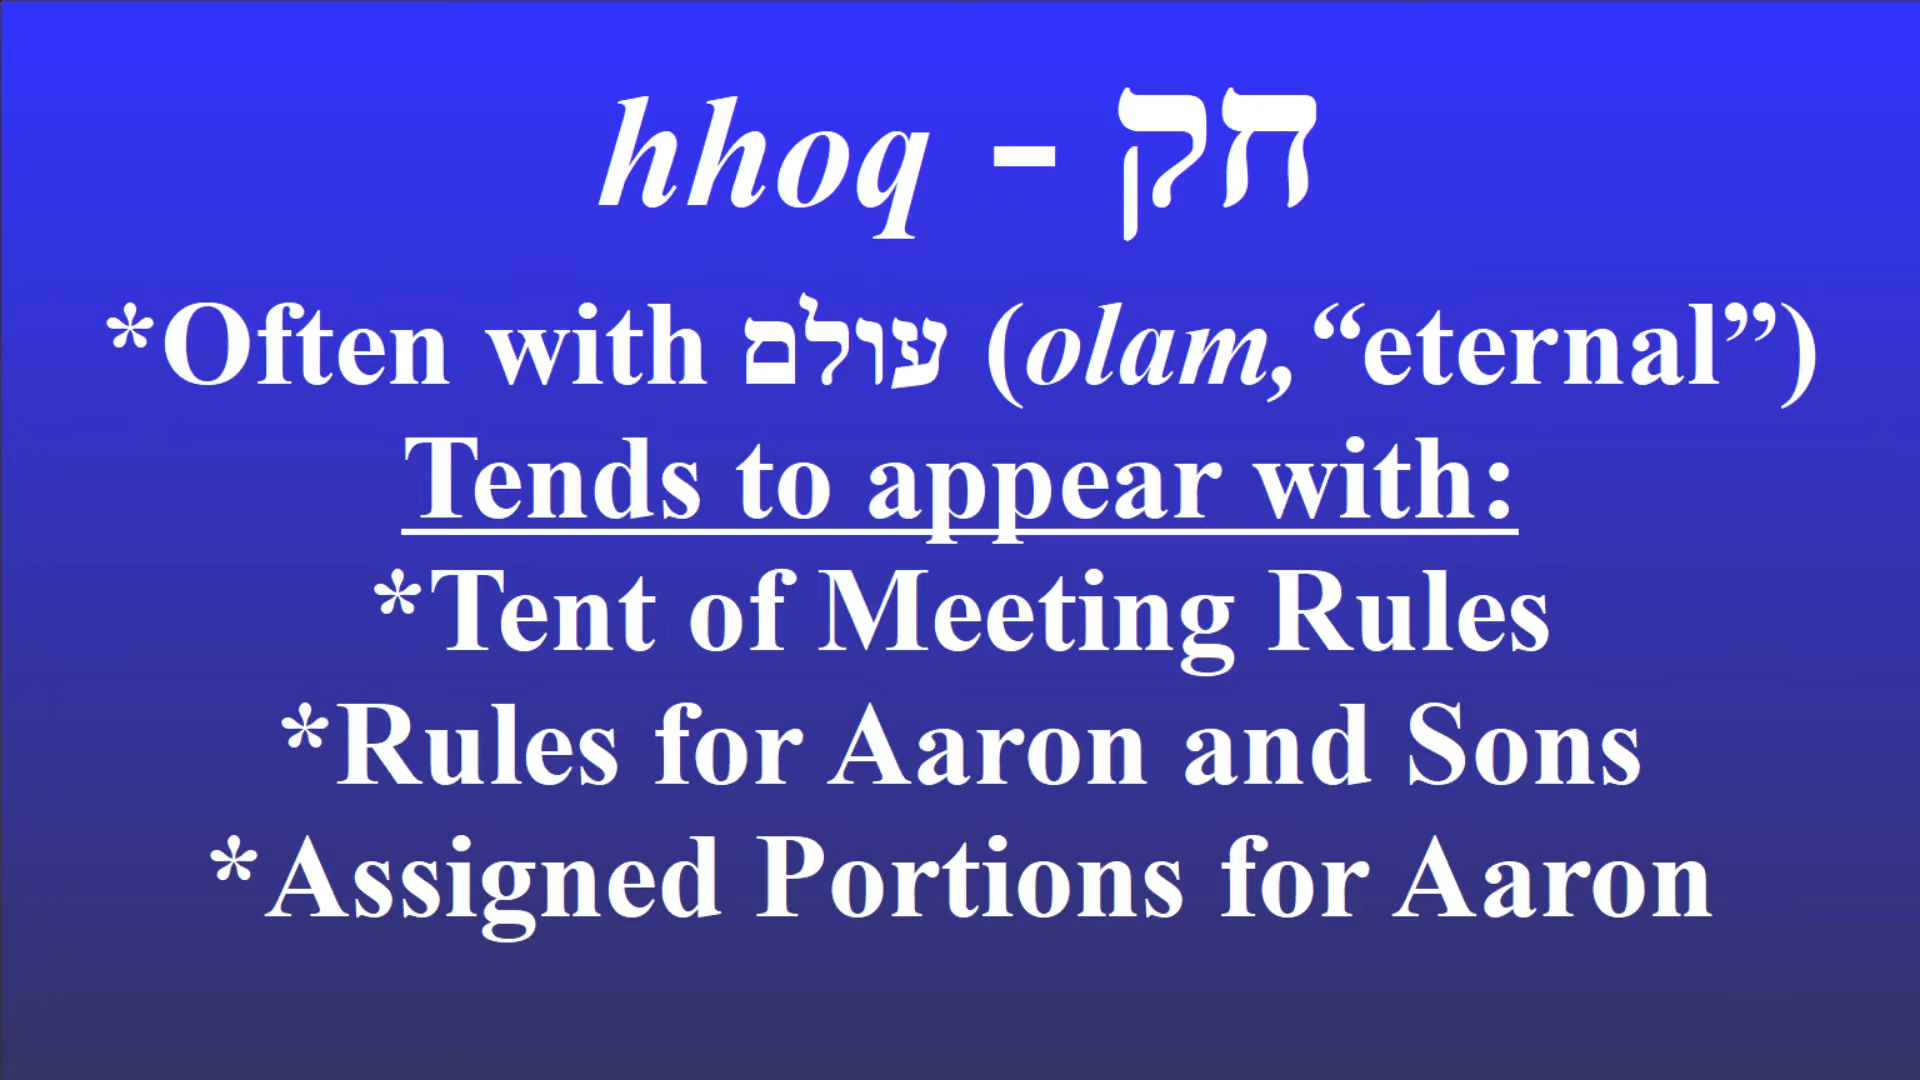 hhoq - חק
*Often with עולם (olam, “eternal”)
Tends to appear with:
*Tent of Meeting Rules
*Rules for Aaron and Sons
*Assigned Portions for Aaron